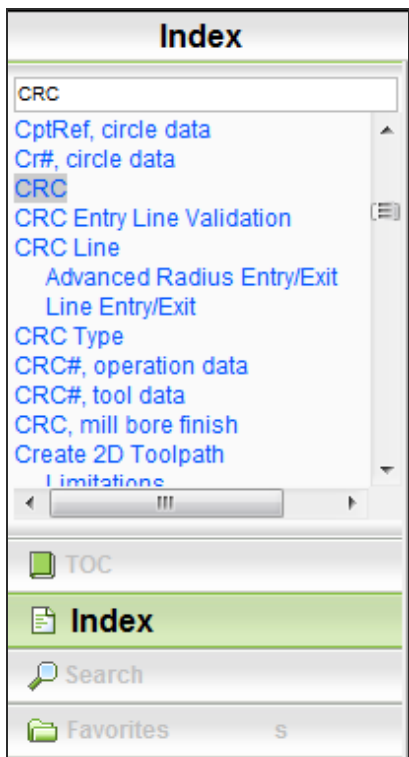 Index
CRC
CptRef, circle data
Cr#, circle data
CRC
CRC Entry Line Validation
CRC Line
Advanced Radius Entry/Exit
Line Entry/Exit
CRC Type
CRC#, operation data
CRC#, tool data
CRC, mill bore finish
Create 2D Toolpath
Limitations
TOC
Index
Search
Favorites s